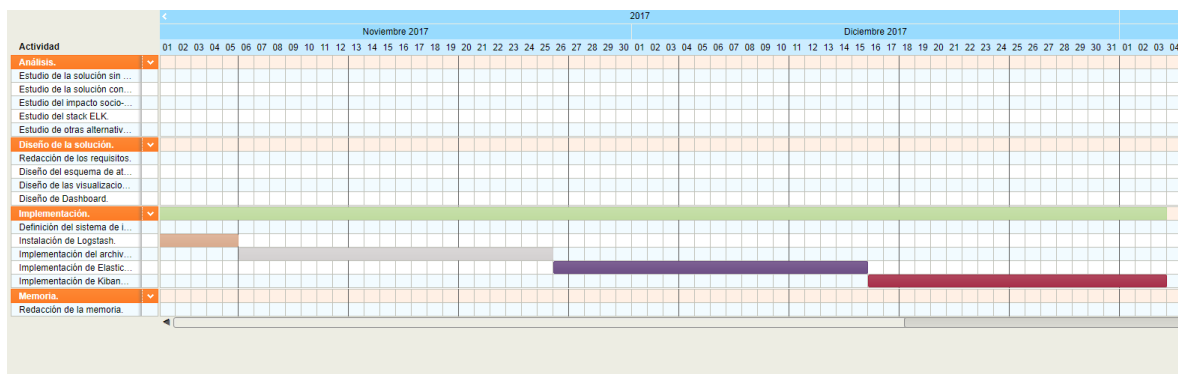 2017
Noviembre 2017 Diciembre 2017
Actividad 01 02 03 04 05 06 07 08 09 10 11 12 13 14 15 16 17 18 19 20 21 22 23 24 25 26 27 28 29 30 01 02 03 04 05 06 07 08 09 10 11 12 13 14 15 16 17 18 19 20 21 22 23 24 25 26 27 28 29 30 31 01 02 03 04
Análisis.
Estudio de la solución sin ...
Estudio de la solución con...
Estudio del impacto socio-...
Estudio del stack ELK.
Estudio de otras alternativ...
Diseño de la solución.
Redacción de los requisitos.
Diseño del esquema de at...
Diseño de las visualizacio...
Diseño de Dashboard.
Implementación.
Definición del sistema de i...
Instalación de Logstash.
Implementación del archiv...
Implementación de Elastic...
Implementación de Kiban...
Memoria.
Redacción de la memoria.